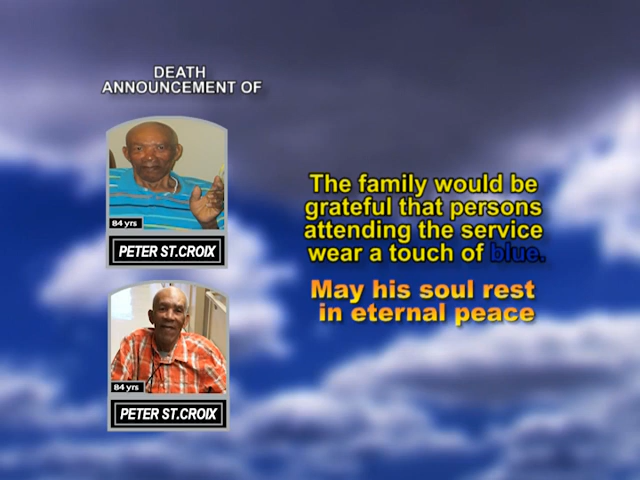 DEATH
ANNOUNCEMENT OF
84 yrs
PETER ST.CROIX
84 yrs
PETER ST.CROIX
The family would be
grateful that persons
attending the service
wear a touch of blue.
May his soul rest
in eternal peace